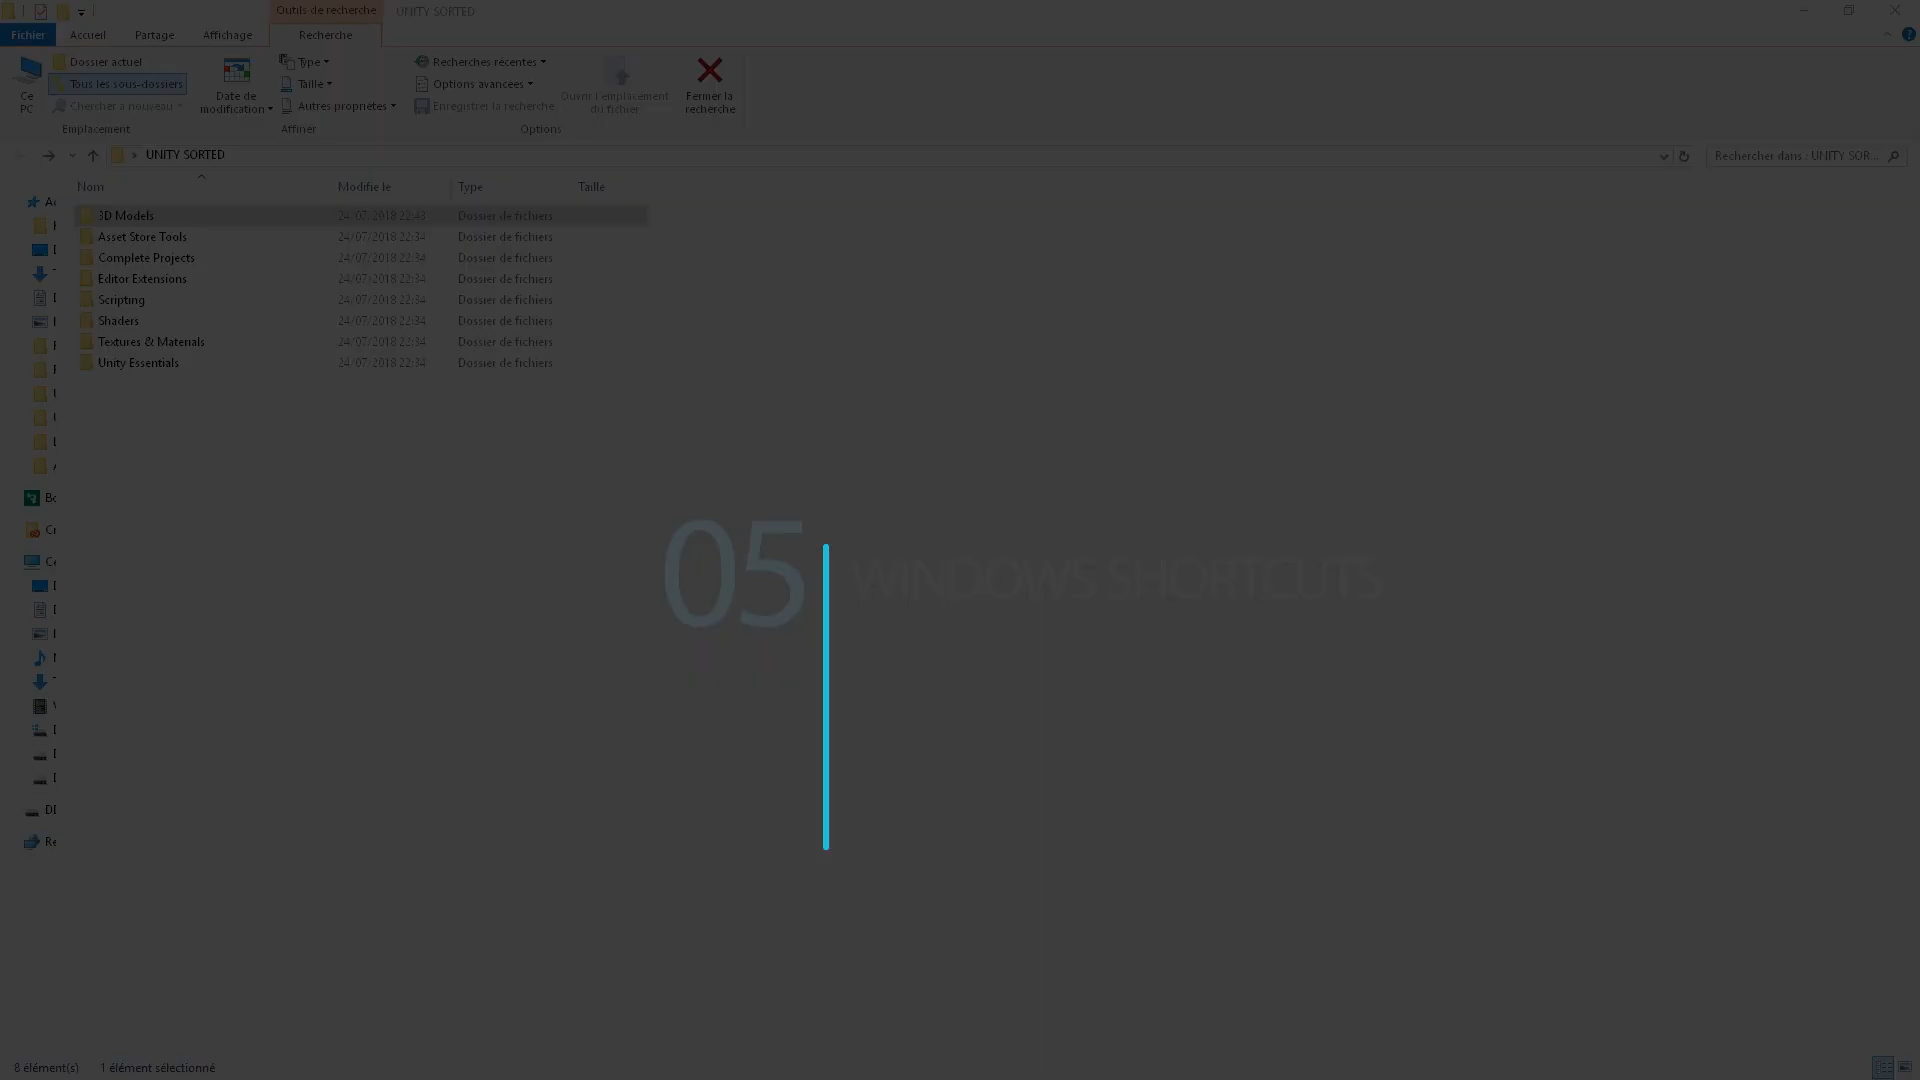 Outils de recherche
UNITY SORTED
Fichier
Accueil
Partage
Affichage
Recherche
Ce PC
Dossier actuel
Tous les sous-dossiers
Chercher à nouveau
Emplacement
Date de modification
Type
Taille
Autres propriétés
Affiner
Recherches récentes
Options avancées
Enregistrer la recherche
Ouvrir l'emplacement du fichier
Options
Fermer la recherche
UNITY SORTED
Rechercher dans : UNITY SOR...
Nom Modifié le Type Taille
3D Models 24/07/2018 22:43 Dossier de fichiers
Asset Store Tools 24/07/2018 22:34 Dossier de fichiers
Complete Projects 24/07/2018 22:34 Dossier de fichiers
Editor Extensions 24/07/2018 22:34 Dossier de fichiers
Scripting 24/07/2018 22:34 Dossier de fichiers
Shaders 24/07/2018 22:34 Dossier de fichiers
Textures & Materials 24/07/2018 22:34 Dossier de fichiers
Unity Essentials 24/07/2018 22:34 Dossier de fichiers
05 WINDOWS SHORTCUTS
8 élément(s) 1 élément sélectionné